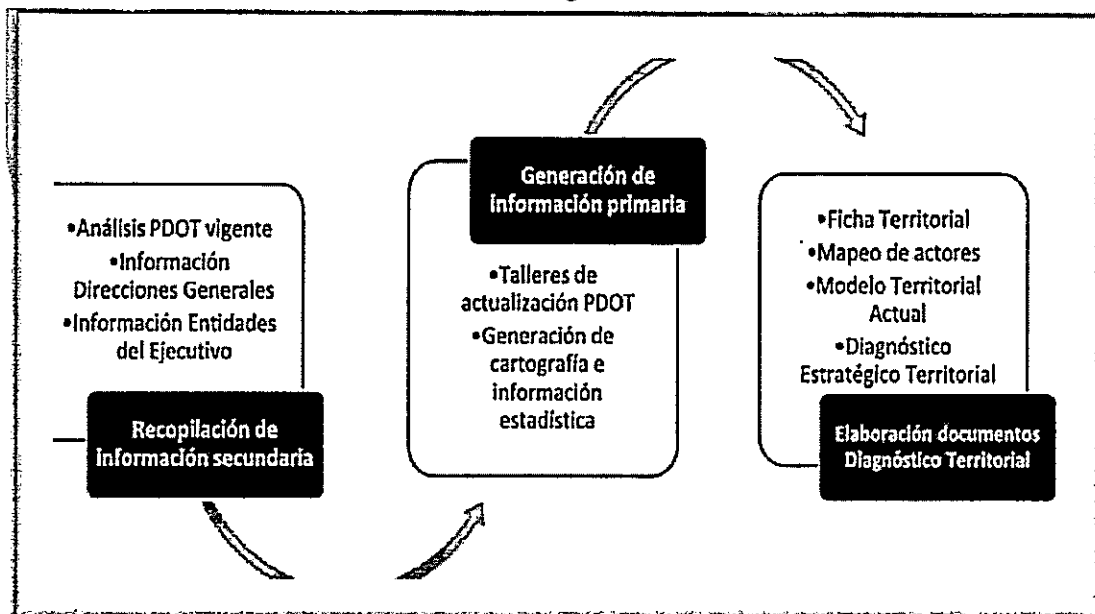 •Análisis PDOT vigente
•Información
Direcciones Generales
•Información Entidades
del Ejecutivo
Recopilación de
información secundaria
Generación de
información primaria
•Talleres de
actualización PDOT
•Generación de
cartografía e
información
estadística
•Ficha Territorial
•Mapeo de actores
•Modelo Territorial
Actual
•Diagnóstico
Estratégico Territorial
Elaboración documentos
Diagnóstico Territorial